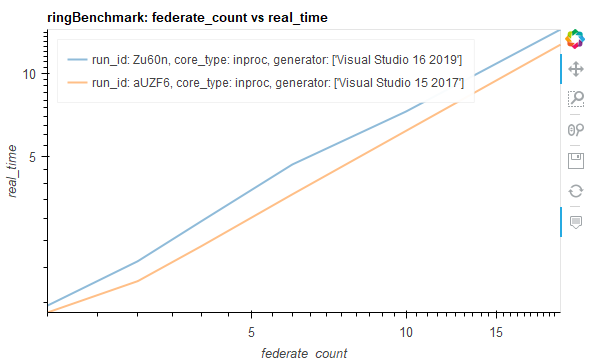 ringBenchmark: federate_count vs real_time
run_id: Zu60n, core_type: inproc, generator: ['Visual Studio 16 2019']
run_id: aUZF6, core_type: inproc, generator: ['Visual Studio 15 2017']
10
5
real_time
5
10
15
federate_count